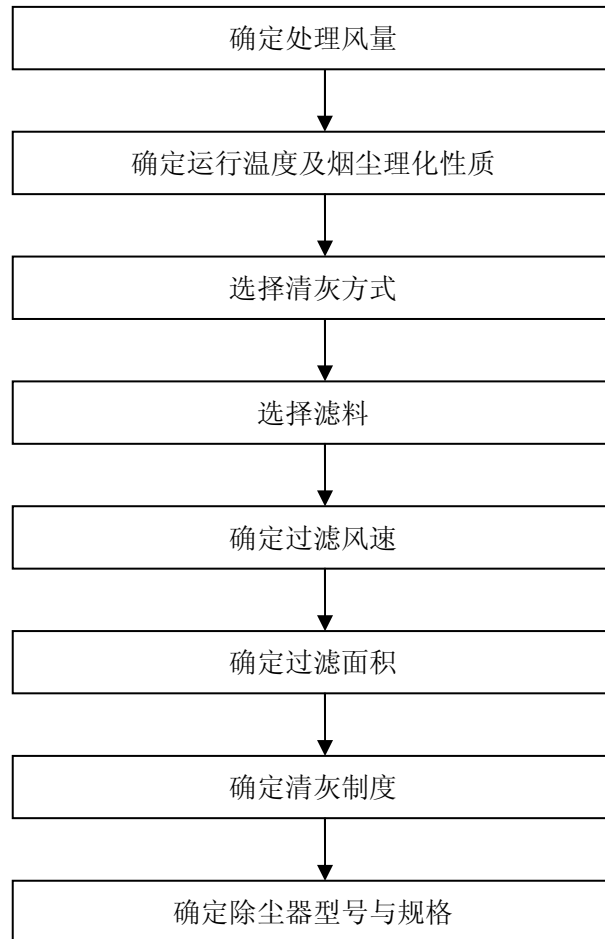 确定处理风量
确定运行温度及烟尘理化性质
选择清灰方式
选择滤料
确定过滤风速
确定过滤面积
确定清灰制度
确定除尘器型号与规格